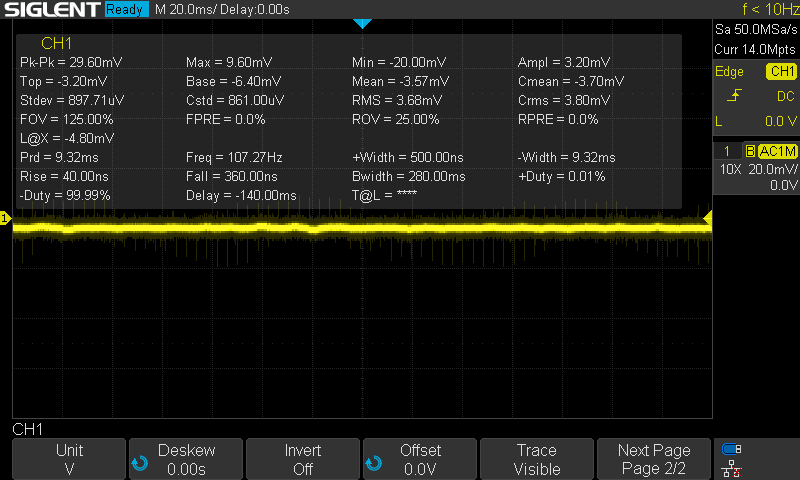 SIGLENT Ready M 20.0ms/ Delay:0.00s f < 10Hz
Sa 50.0MSa/s
Curr 14.0Mpts
Edge CH1
DC
L 0.0 V
1 B AC1M
10X 20.0mV/
0.0V
CH1
Pk-Pk = 29.60mV Max = 9.60mV Min = -20.00mV Ampl = 3.20mV
Top = -3.20mV Base = -6.40mV Mean = -3.57mV Cmean = -3.70mV
Stdev = 897.71uV Cstd = 861.00uV RMS = 3.68mV Crms = 3.80mV
FOV = 125.00% FPRE = 0.0% ROV = 25.00% RPRE = 0.0%
L@X = -4.80mV
Prd = 9.32ms Freq = 107.27Hz +Width = 500.00ns -Width = 9.32ms
Rise = 40.00ns Fall = 360.00ns Bwidth = 280.00ms +Duty = 0.01%
-Duty = 99.99% Delay = -140.00ms T@L = ****
1
CH1
Unit Deskew Invert Offset Trace Next Page
V 0.00s Off 0.0V Visible Page 2/2